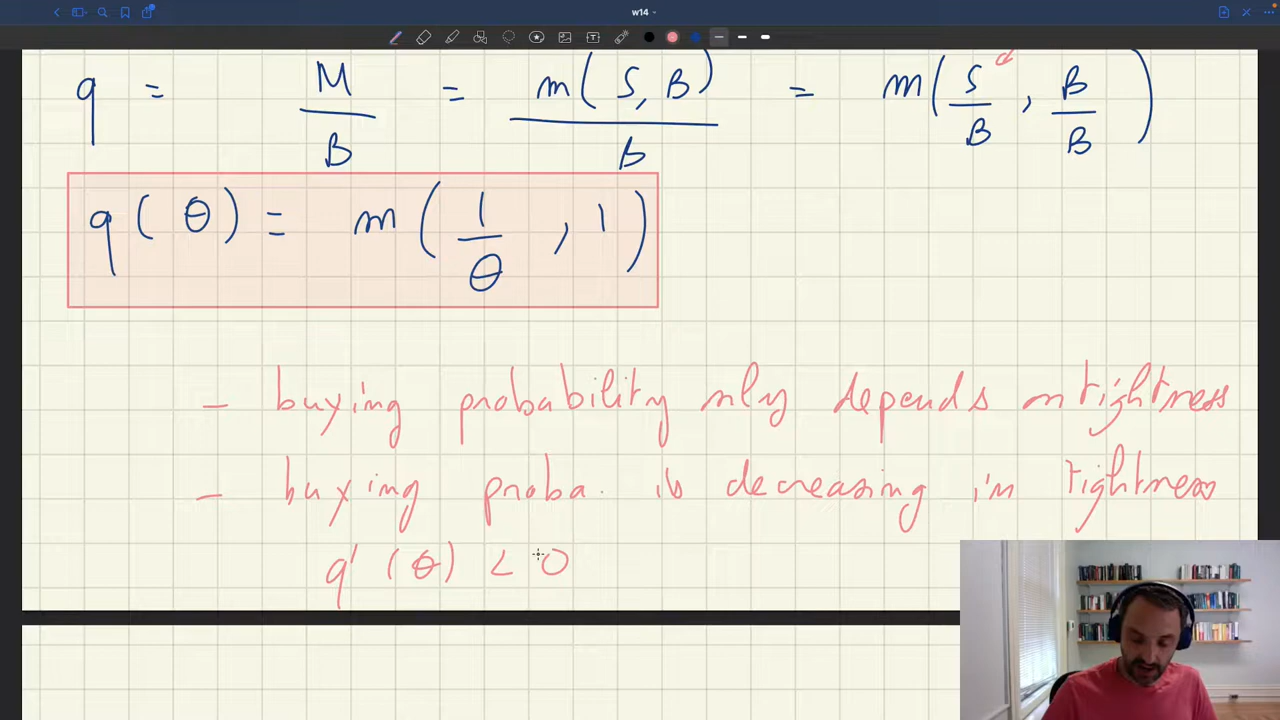 w14
q = M/B = m(S, B)/B = m(S/B, B/B)
q(θ) = m(1/θ, 1)
- buying probability only depends on tightness
- buying proba. is decreasing in tightness
q'(θ) < 0